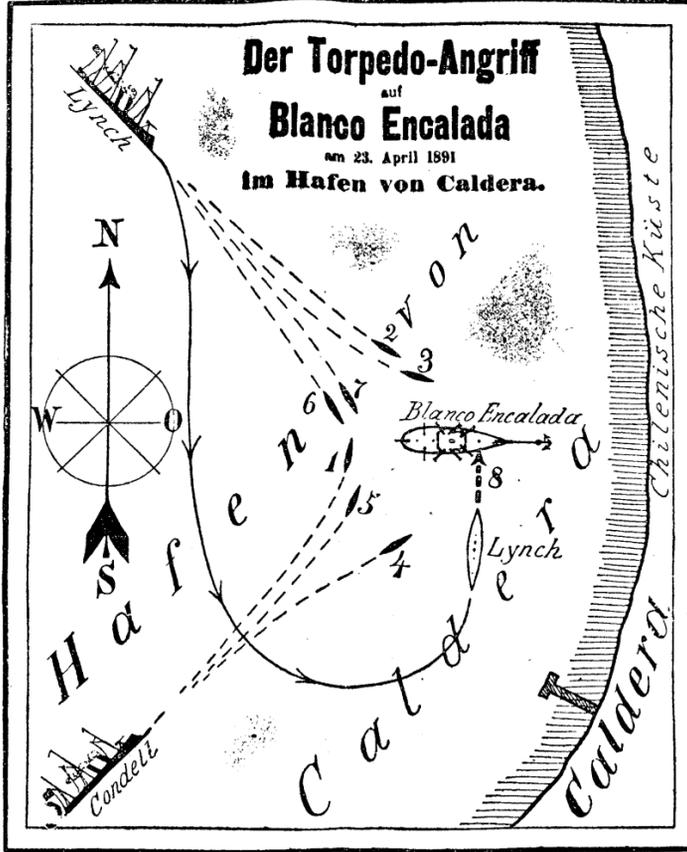 Der Torpedo-Angriff
auf
Blanco Encalada
am 23. April 1891
im Hafen von Caldera.
Lynch
N
W
O
S
2
3
6
7
1
5
4
Blanco Encalada
8
Lynch
Hafen von Caldera
Chilenische Küste
Caldera
Condell